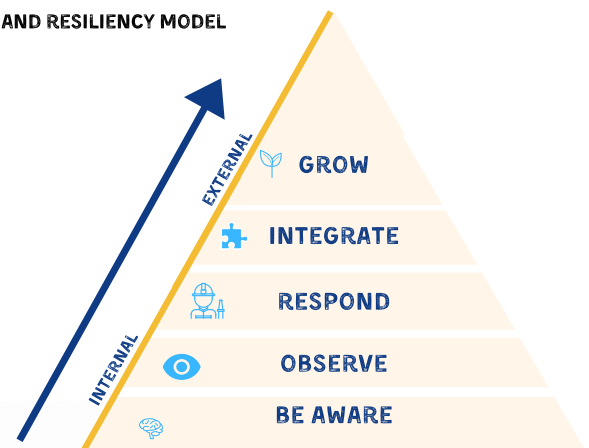 AND RESILIENCY MODEL
EXTERNAL
GROW
INTEGRATE
RESPOND
INTERNAL
OBSERVE
BE AWARE